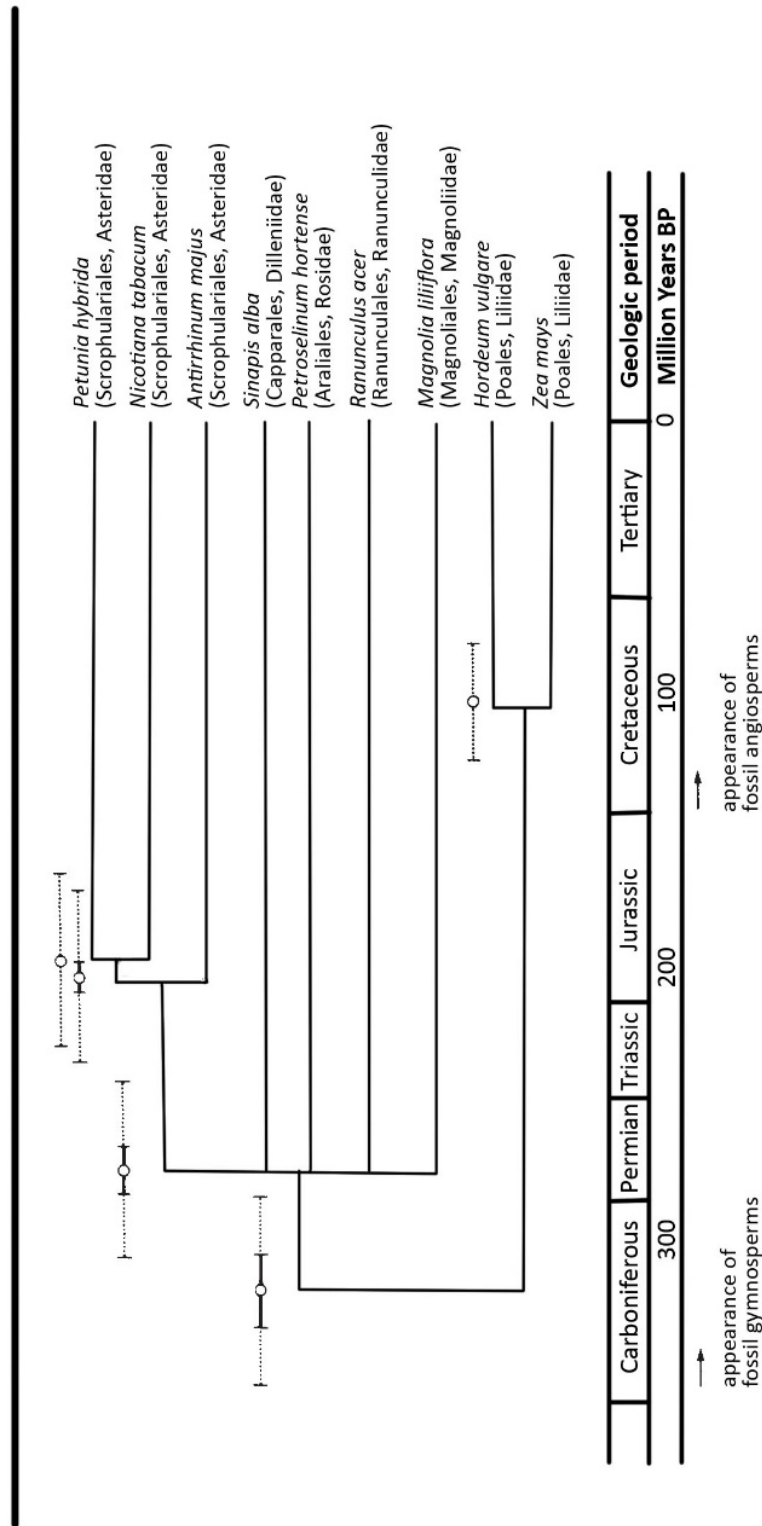 Petunia hybrida
(Scrophulariales, Asteridae)
Nicotiana tabacum
(Scrophulariales, Asteridae)
Antirrhinum majus
(Scrophulariales, Asteridae)
Sinapis alba
(Capparales, Dilleniidae)
Petroselinum hortense
(Araliales, Rosidae)
Ranunculus acer
(Ranunculales, Ranunculidae)
Magnolia liliiflora
(Magnoliales, Magnoliidae)
Hordeum vulgare
(Poales, Liliidae)
Zea mays
(Poales, Liliidae)
Carboniferous Permian Triassic Jurassic Cretaceous Tertiary Geologic period
300 200 100 0 Million Years BP
appearance of
fossil gymnosperms
appearance of
fossil angiosperms